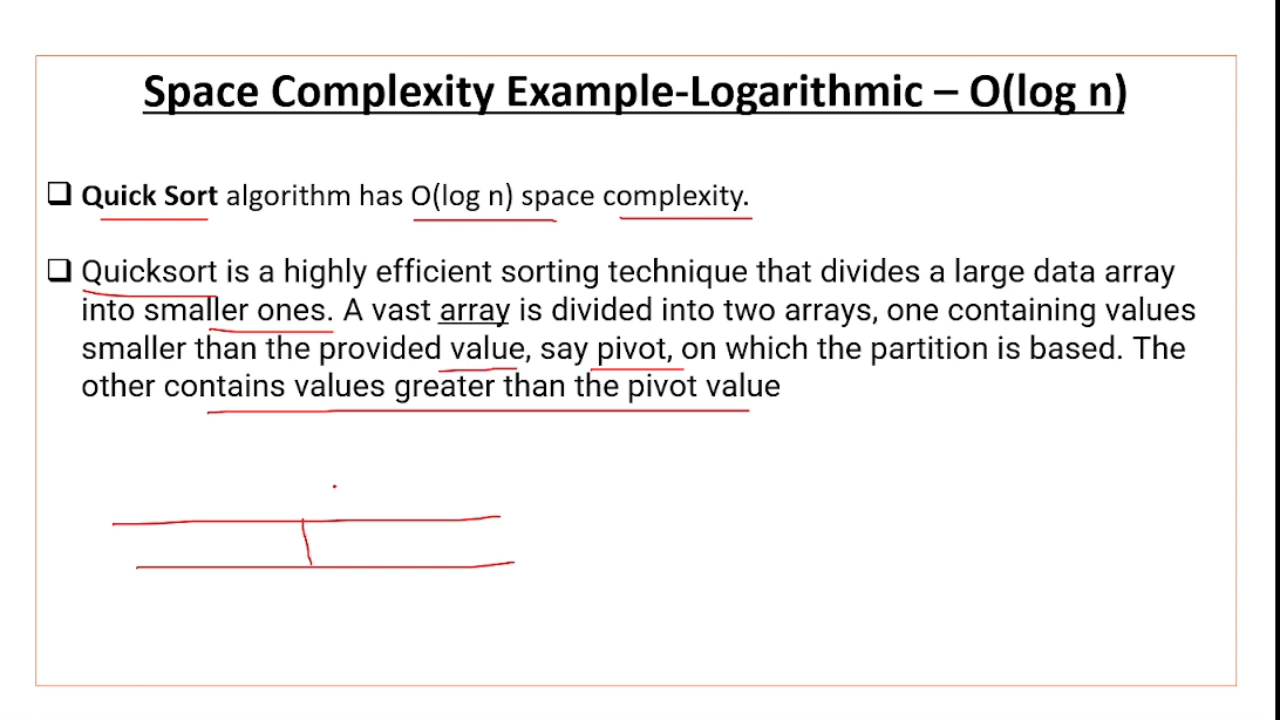 Space Complexity Example-Logarithmic – O(log n)
❑ Quick Sort algorithm has O(log n) space complexity.
❑ Quicksort is a highly efficient sorting technique that divides a large data array
into smaller ones. A vast array is divided into two arrays, one containing values
smaller than the provided value, say pivot, on which the partition is based. The
other contains values greater than the pivot value